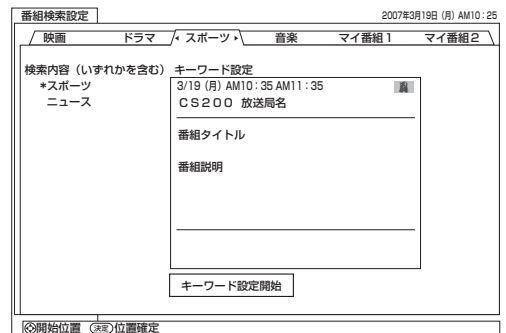 番組検索設定
2007年3月19日 (月) AM10：25
映画 ドラマ スポーツ 音楽 マイ番組1 マイ番組2
検索内容（いずれかを含む） キーワード設定
*スポーツ
ニュース
3/19 (月) AM10：35 AM11：35
CS200 放送局名
番組タイトル
番組説明
キーワード設定開始
開始位置 決定 位置確定